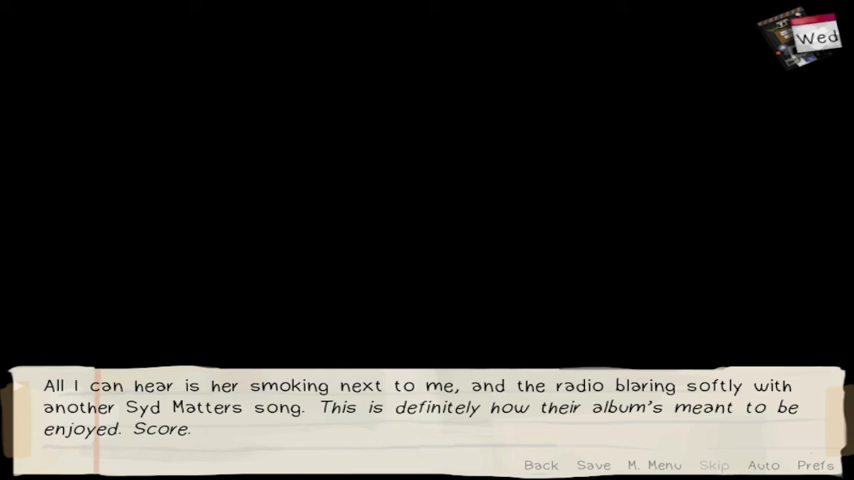 Wed
All I can hear is her smoking next to me, and the radio blaring softly with
another Syd Matters song. This is definitely how their album's meant to be
enjoyed. Score.
Back Save M. Menu Skip Auto Prefs